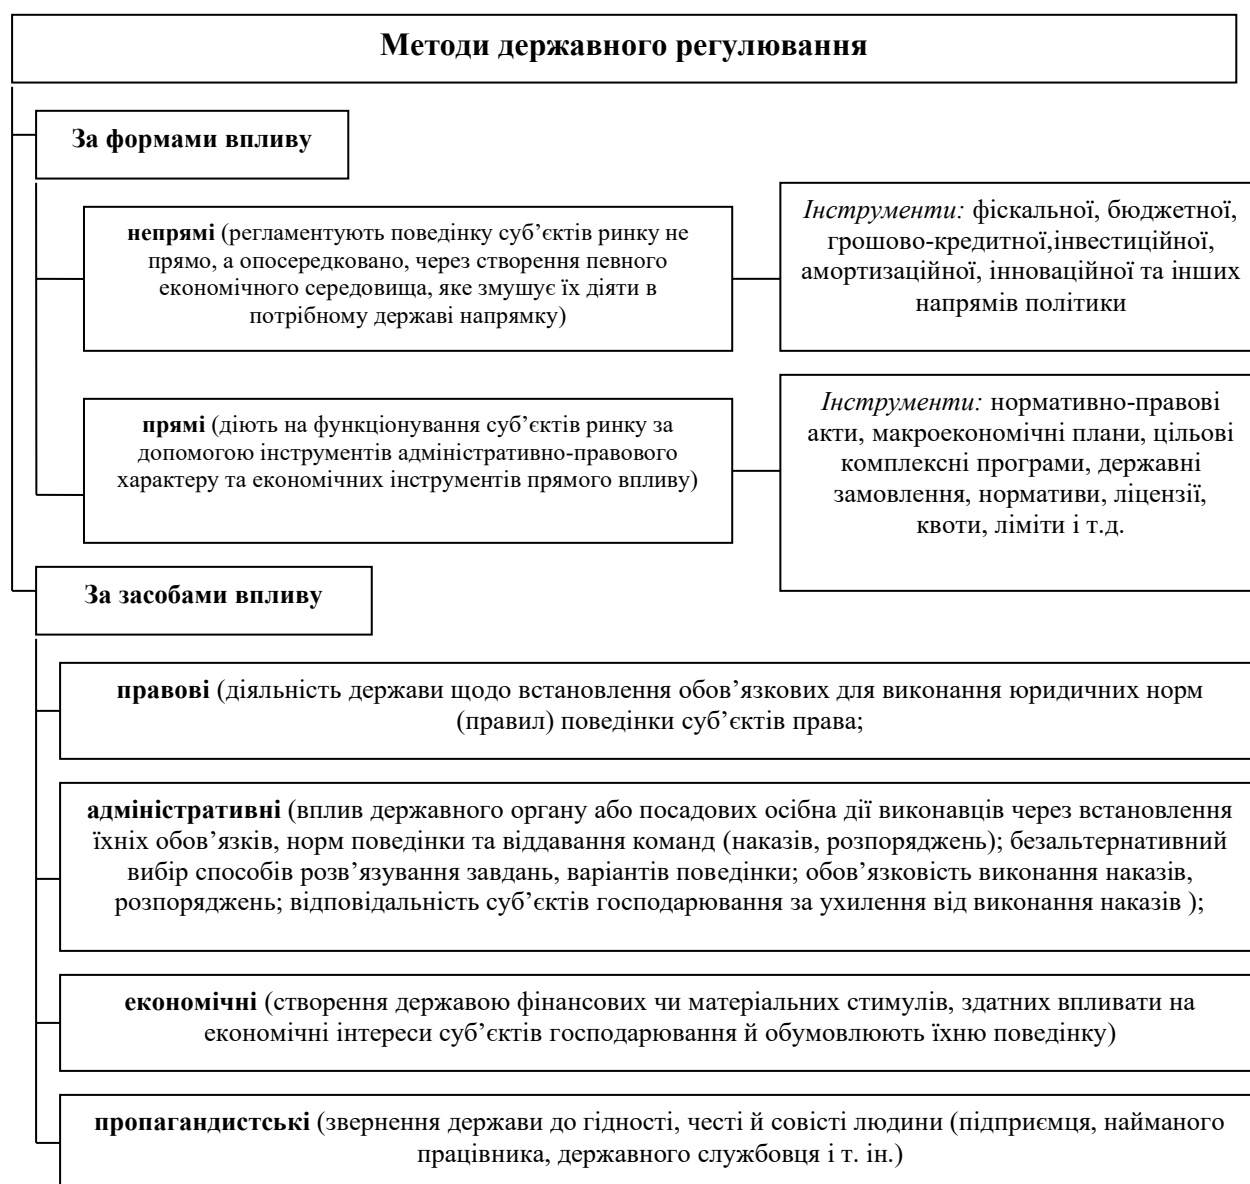 Методи державного регулювання
За формами впливу
непрямі (регламентують поведінку суб’єктів ринку не
прямо, а опосередковано, через створення певного
економічного середовища, яке змушує їх діяти в
потрібному державі напрямку)
Інструменти: фіскальної, бюджетної,
грошово-кредитної,інвестиційної,
амортизаційної, інноваційної та інших
напрямів політики
прямі (діють на функціонування суб’єктів ринку за
допомогою інструментів адміністративно-правового
характеру та економічних інструментів прямого впливу)
Інструменти: нормативно-правові
акти, макроекономічні плани, цільові
комплексні програми, державні
замовлення, нормативи, ліцензії,
квоти, ліміти і т.д.
За засобами впливу
правові (діяльність держави щодо встановлення обов’язкових для виконання юридичних норм
(правил) поведінки суб’єктів права;
адміністративні (вплив державного органу або посадових осібна дії виконавців через встановлення
їхніх обов’язків, норм поведінки та віддавання команд (наказів, розпоряджень); безальтернативний
вибір способів розв’язування завдань, варіантів поведінки; обов’язковість виконання наказів,
розпоряджень; відповідальність суб’єктів господарювання за ухилення від виконання наказів );
економічні (створення державою фінансових чи матеріальних стимулів, здатних впливати на
економічні інтереси суб’єктів господарювання й обумовлюють їхню поведінку)
пропагандистські (звернення держави до гідності, честі й совісті людини (підприємця, найманого
працівника, державного службовця і т. ін.)